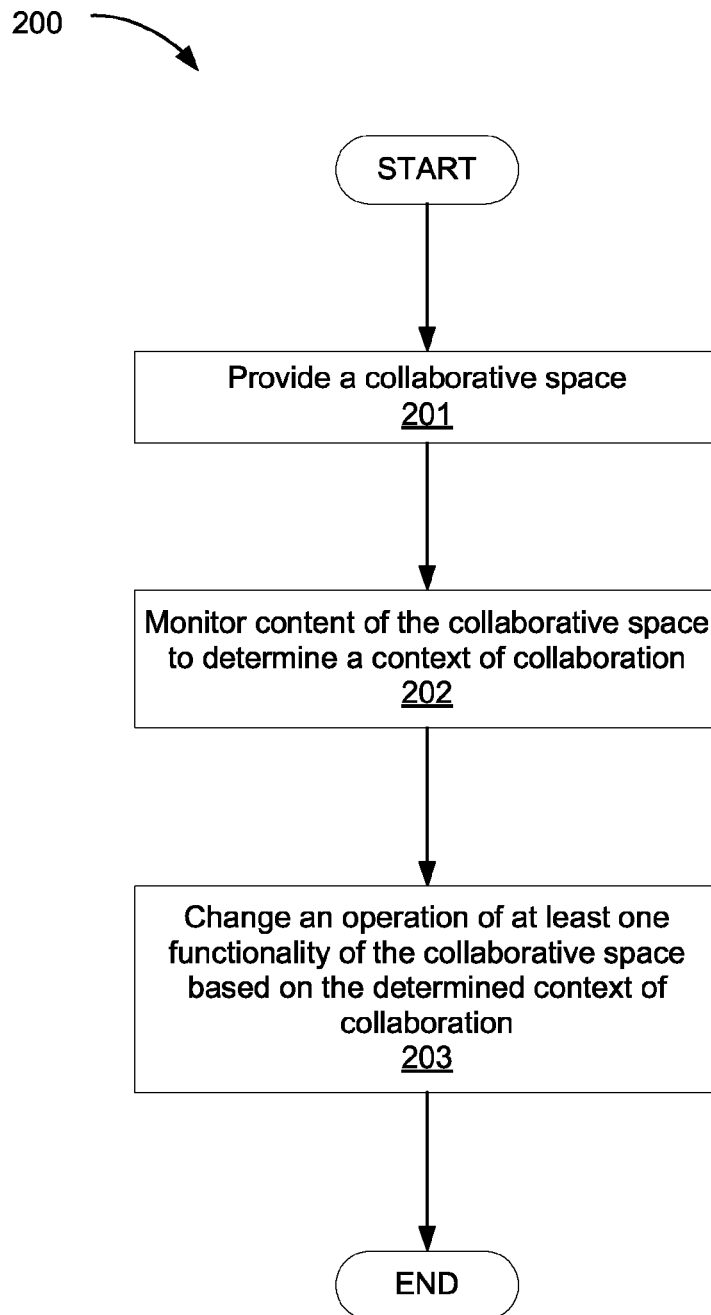 200
START
Provide a collaborative space
201
Monitor content of the collaborative space
to determine a context of collaboration
202
Change an operation of at least one
functionality of the collaborative space
based on the determined context of
collaboration
203
END